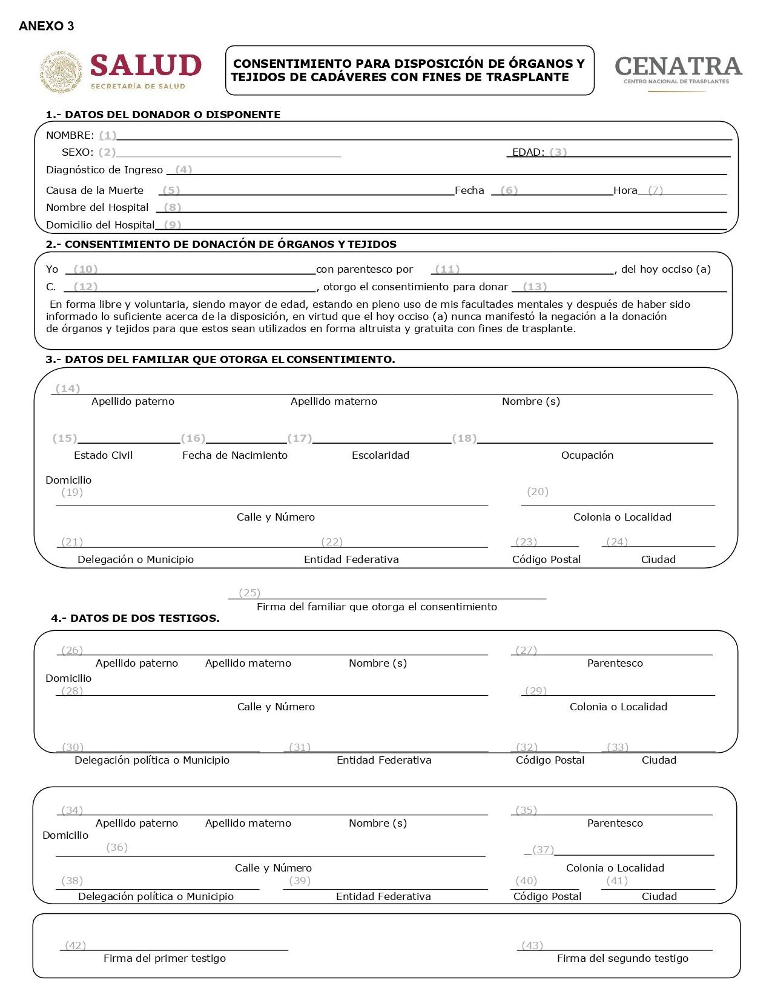 ANEXO 3
SALUD
SECRETARÍA DE SALUD
CONSENTIMIENTO PARA DISPOSICIÓN DE ÓRGANOS Y
TEJIDOS DE CADÁVERES CON FINES DE TRASPLANTE
CENATRA
CENTRO NACIONAL DE TRASPLANTES
1.- DATOS DEL DONADOR O DISPONENTE
NOMBRE: (1)
SEXO: (2) EDAD: (3)
Diagnóstico de Ingreso (4)
Causa de la Muerte (5) Fecha (6) Hora (7)
Nombre del Hospital (8)
Domicilio del Hospital (9)
2.- CONSENTIMIENTO DE DONACIÓN DE ÓRGANOS Y TEJIDOS
Yo (10) con parentesco por (11) , del hoy occiso (a)
C. (12) , otorgo el consentimiento para donar (13)
En forma libre y voluntaria, siendo mayor de edad, estando en pleno uso de mis facultades mentales y después de haber sido
informado lo suficiente acerca de la disposición, en virtud que el hoy occiso (a) nunca manifestó la negación a la donación
de órganos y tejidos para que estos sean utilizados en forma altruista y gratuita con fines de trasplante.
3.- DATOS DEL FAMILIAR QUE OTORGA EL CONSENTIMIENTO.
(14)
Apellido paterno Apellido materno Nombre (s)
(15) (16) (17) (18)
Estado Civil Fecha de Nacimiento Escolaridad Ocupación
Domicilio
(19) (20)
Calle y Número Colonia o Localidad
(21) (22) (23) (24)
Delegación o Municipio Entidad Federativa Código Postal Ciudad
(25)
Firma del familiar que otorga el consentimiento
4.- DATOS DE DOS TESTIGOS.
(26) (27)
Apellido paterno Apellido materno Nombre (s) Parentesco
Domicilio
(28) (29)
Calle y Número Colonia o Localidad
(30) (31) (32) (33)
Delegación política o Municipio Entidad Federativa Código Postal Ciudad
(34) (35)
Apellido paterno Apellido materno Nombre (s) Parentesco
Domicilio
(36) (37)
Calle y Número Colonia o Localidad
(38) (39) (40) (41)
Delegación política o Municipio Entidad Federativa Código Postal Ciudad
(42) (43)
Firma del primer testigo Firma del segundo testigo